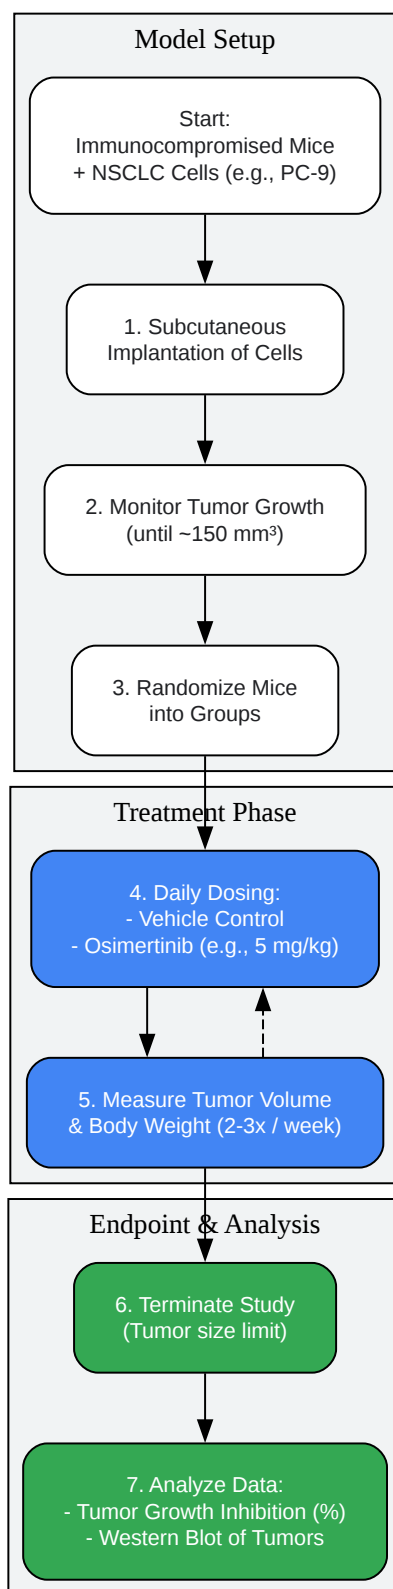 Model Setup
Start:
Immunocompromised Mice
+ NSCLC Cells (e.g., PC-9)
1. Subcutaneous
Implantation of Cells
2. Monitor Tumor Growth
(until ~150 mm³)
3. Randomize Mice
into Groups
Treatment Phase
4. Daily Dosing:
- Vehicle Control
- Osimertinib (e.g., 5 mg/kg)
5. Measure Tumor Volume
& Body Weight (2-3x / week)
Endpoint & Analysis
6. Terminate Study
(Tumor size limit)
7. Analyze Data:
- Tumor Growth Inhibition (%)
- Western Blot of Tumors